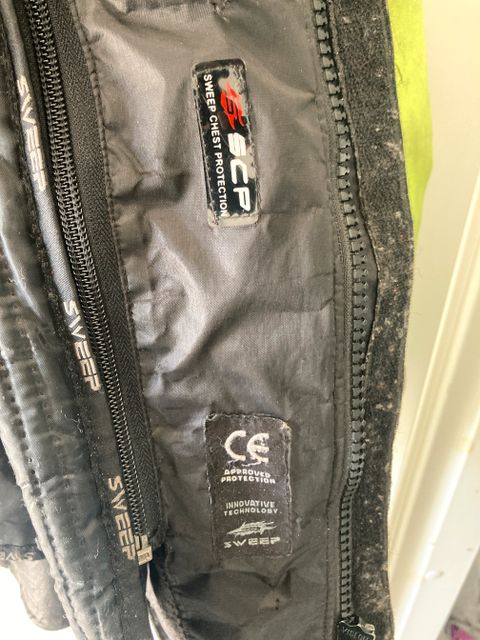 SCP
SWEEP CHEST PROTECTION
SWEEP
SWEEP
SWEEP
CE
APPROVED
PROTECTION
INNOVATIVE
TECHNOLOGY
SWEEP